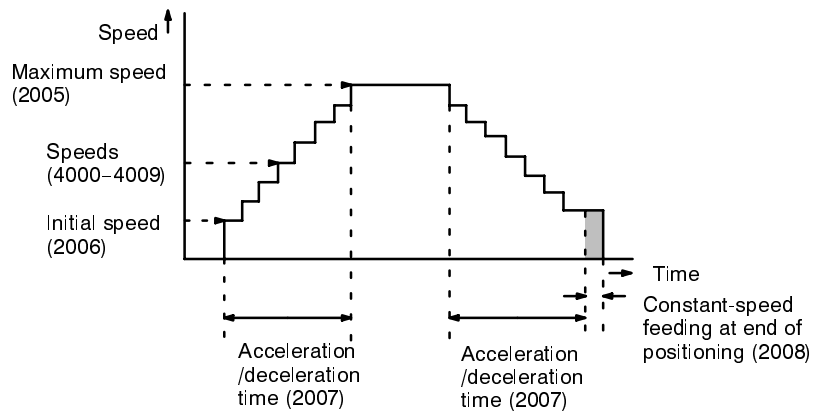 Speed
Maximum speed
(2005)
Speeds
(4000–4009)
Initial speed
(2006)
Time
Constant-speed
feeding at end of
positioning (2008)
Acceleration
/deceleration
time (2007)
Acceleration
/deceleration
time (2007)